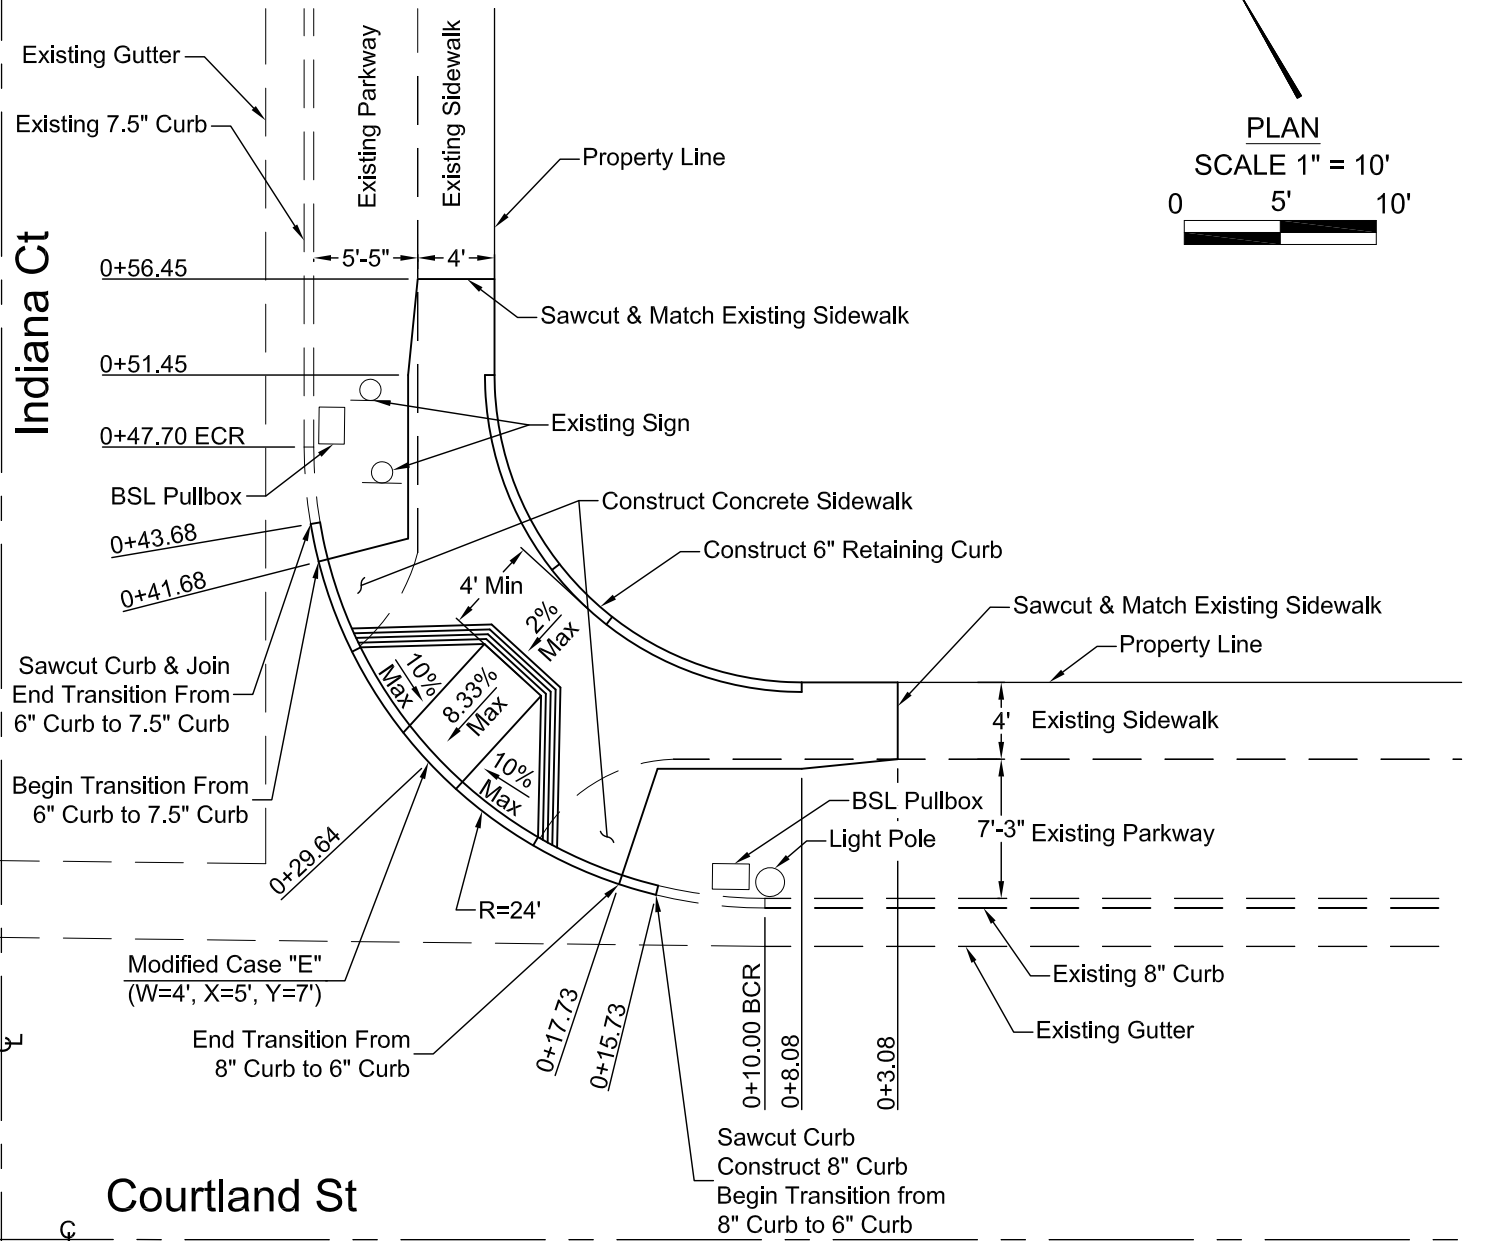 Existing Gutter
Existing 7.5" Curb
Existing Parkway
Existing Sidewalk
Property Line
PLAN
SCALE 1" = 10'
0 5' 10'
Indiana Ct
5'-5" 4'
0+56.45
Sawcut & Match Existing Sidewalk
0+51.45
Existing Sign
0+47.70 ECR
BSL Pullbox
Construct Concrete Sidewalk
0+43.68
Construct 6" Retaining Curb
0+41.68
4' Min
2%
Max
Sawcut & Match Existing Sidewalk
Property Line
Sawcut Curb & Join
End Transition From
6" Curb to 7.5" Curb
10%
Max
8.33%
Max
10%
Max
4' Existing Sidewalk
Begin Transition From
6" Curb to 7.5" Curb
BSL Pullbox
Light Pole
7'-3" Existing Parkway
0+29.64
R=24'
Modified Case "E"
(W=4', X=5', Y=7')
Existing 8" Curb
Existing Gutter
End Transition From
8" Curb to 6" Curb
0+17.73
0+15.73
0+10.00 BCR
0+8.08
0+3.08
Sawcut Curb
Construct 8" Curb
Begin Transition from
8" Curb to 6" Curb
Courtland St